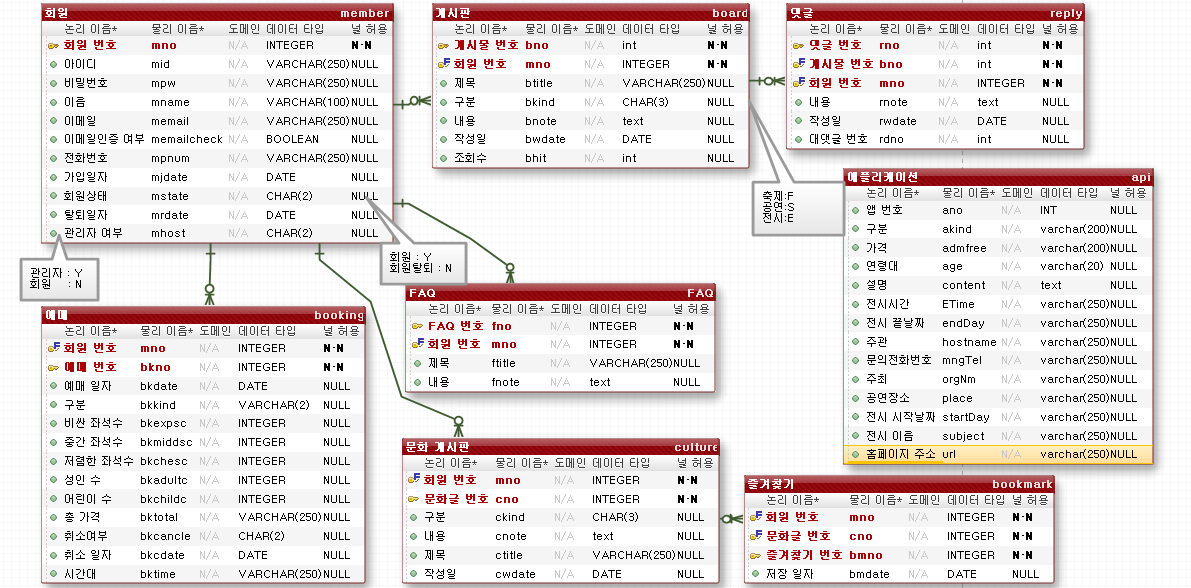 회원 member
논리 이름* 물리 이름* 도메인 데이터 타입 널 허용
회원 번호 mno N/A INTEGER N-N
아이디 mid N/A VARCHAR(250) NULL
비밀번호 mpw N/A VARCHAR(250) NULL
이름 mname N/A VARCHAR(100) NULL
이메일 memail N/A VARCHAR(250) NULL
이메일인증 여부 memailcheck N/A BOOLEAN NULL
전화번호 mpnum N/A VARCHAR(250) NULL
가입일자 mjdate N/A DATE NULL
회원상태 mstate N/A CHAR(2) NULL
탈퇴일자 mrdate N/A DATE NULL
관리자 여부 mhost N/A CHAR(2) NULL
게시판 board
논리 이름* 물리 이름* 도메인 데이터 타입 널 허용
게시물 번호 bno N/A int N-N
회원 번호 mno N/A INTEGER N-N
제목 btitle N/A VARCHAR(250) NULL
구분 bkind N/A CHAR(3) NULL
내용 bnote N/A text NULL
작성일 bwdate N/A DATE NULL
조회수 bhit N/A int NULL
댓글 reply
논리 이름* 물리 이름* 도메인 데이터 타입 널 허용
댓글 번호 rno N/A int N-N
게시물 번호 bno N/A int N-N
회원 번호 mno N/A INTEGER N-N
내용 rnote N/A text NULL
작성일 rwdate N/A DATE NULL
대댓글 번호 rdno N/A int NULL
축제:F
공연:S
전시:E
애플리케이션 api
논리 이름* 물리 이름* 도메인 데이터 타입 널 허용
앱 번호 ano N/A INT NULL
구분 akind N/A varchar(200) NULL
가격 admfree N/A varchar(200) NULL
연령대 age N/A varchar(20) NULL
설명 content N/A text NULL
전시시간 ETime N/A varchar(250) NULL
전시 끝날짜 endDay N/A varchar(250) NULL
주관 hostname N/A varchar(250) NULL
문의전화번호 mngTel N/A varchar(250) NULL
주최 orgNm N/A varchar(250) NULL
공연장소 place N/A varchar(250) NULL
전시 시작날짜 startDay N/A varchar(250) NULL
전시 이름 subject N/A varchar(250) NULL
홈페이지 주소 url N/A varchar(250) NULL
관리자 : Y
회원 : N
회원 : Y
회원탈퇴 : N
예매 booking
논리 이름* 물리 이름* 도메인 데이터 타입 널 허용
회원 번호 mno N/A INTEGER N-N
예매 번호 bkno N/A INTEGER N-N
예매 일자 bkdate N/A DATE NULL
구분 bkkind N/A VARCHAR(2) NULL
비싼 좌석수 bkexpsc N/A INTEGER NULL
중간 좌석수 bkmiddsc N/A INTEGER NULL
저렴한 좌석수 bkchesc N/A INTEGER NULL
성인 수 bkadultc N/A INTEGER NULL
어린이 수 bkchildc N/A INTEGER NULL
총 가격 bktotal N/A VARCHAR(250) NULL
취소여부 bkcancle N/A CHAR(2) NULL
취소 일자 bkcdate N/A DATE NULL
시간대 bktime N/A VARCHAR(250) NULL
FAQ FAQ
논리 이름* 물리 이름* 도메인 데이터 타입 널 허용
FAQ 번호 fno N/A INTEGER N-N
회원 번호 mno N/A INTEGER N-N
제목 ftitle N/A VARCHAR(250) NULL
내용 fnote N/A text NULL
문화 게시판 culture
논리 이름* 물리 이름* 도메인 데이터 타입 널 허용
회원 번호 mno N/A INTEGER N-N
문화글 번호 cno N/A INTEGER N-N
구분 ckind N/A CHAR(3) NULL
내용 cnote N/A text NULL
제목 ctitle N/A VARCHAR(250) NULL
작성일 cwdate N/A DATE NULL
즐겨찾기 bookmark
논리 이름* 물리 이름* 도메인 데이터 타입 널 허용
회원 번호 mno N/A INTEGER N-N
문화글 번호 cno N/A INTEGER N-N
즐겨찾기 번호 bmno N/A INTEGER N-N
저장 일자 bmdate N/A DATE NULL